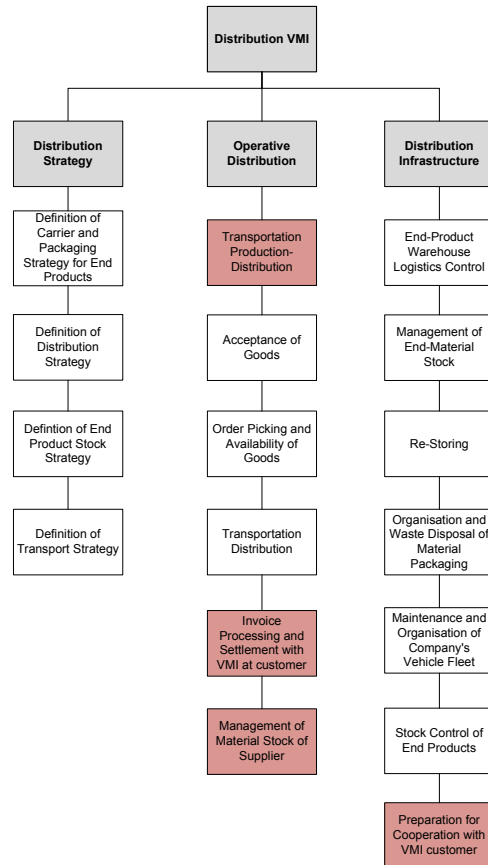 Distribution VMI
Distribution
Strategy
Operative
Distribution
Distribution
Infrastructure
Definition of
Carrier and
Packaging
Strategy for End
Products
Definition of
Distribution
Strategy
Defintion of End
Product Stock
Strategy
Definition of
Transport Strategy
Transportation
Production-
Distribution
Acceptance of
Goods
Order Picking and
Availability of
Goods
Transportation
Distribution
Invoice
Processing and
Settlement with
VMI at customer
Management of
Material Stock of
Supplier
End-Product
Warehouse
Logistics Control
Management of
End-Material
Stock
Re-Storing
Organisation and
Waste Disposal of
Material
Packaging
Maintenance and
Organisation of
Company's
Vehicle Fleet
Stock Control of
End Products
Preparation for
Cooperation with
VMI customer